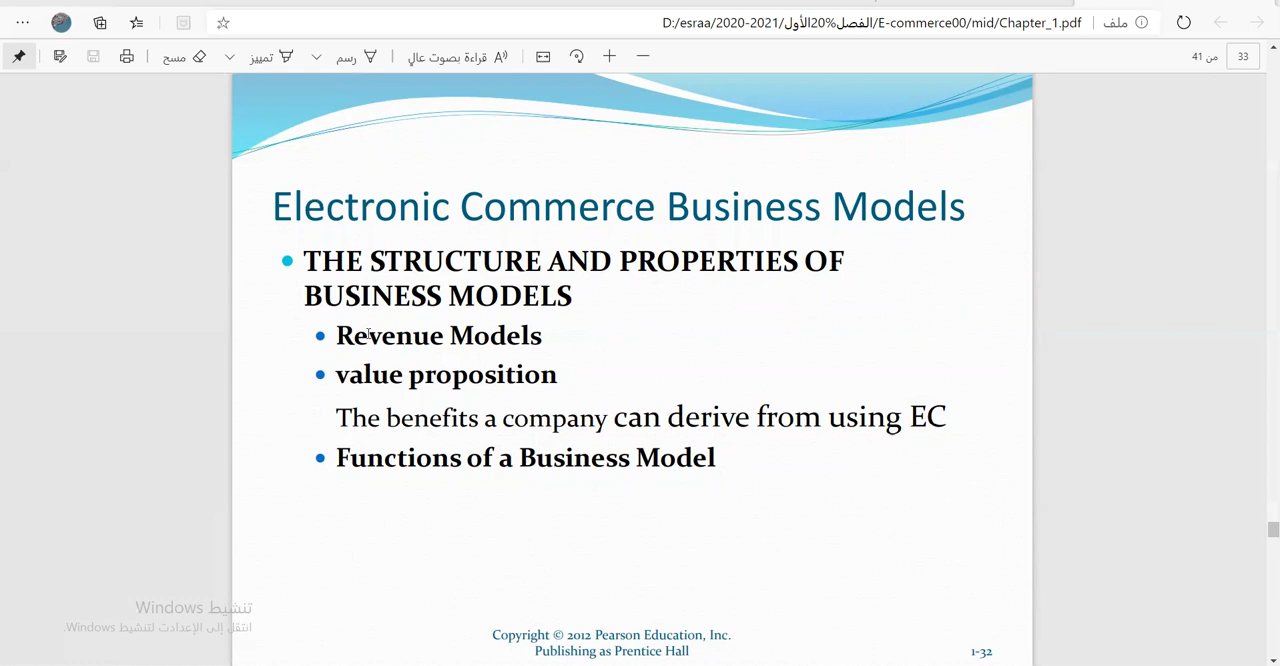 D:/esraa/2020-2021/الفصل%20الأول/E-commerce00/mid/Chapter_1.pdf ملف
33 من 41
قراءة بصوت عالٍ
رسم
تمييز
مسح
Electronic Commerce Business Models
THE STRUCTURE AND PROPERTIES OF
BUSINESS MODELS
Revenue Models
value proposition
The benefits a company can derive from using EC
Functions of a Business Model
تنشيط Windows
انتقل إلى الإعدادت لتنشيط Windows.
Copyright © 2012 Pearson Education, Inc.
Publishing as Prentice Hall
1-32